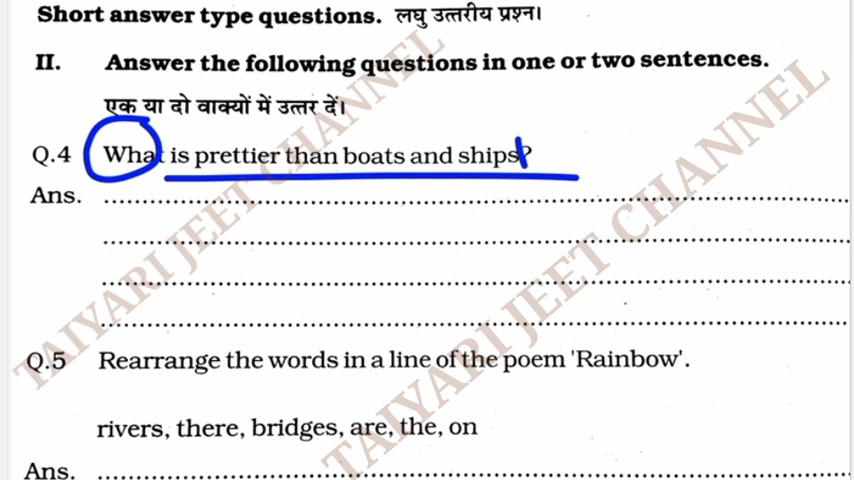 Short answer type questions. लघु उत्तरीय प्रश्न।
II. Answer the following questions in one or two sentences.
एक या दो वाक्यों में उत्तर दें।
Q.4 What is prettier than boats and ships?
Ans. ........................................
........................................
........................................
........................................
Q.5 Rearrange the words in a line of the poem 'Rainbow'.
rivers, there, bridges, are, the, on
Ans. ........................................
TAIYARI JEET CHANNEL
TAIYARI JEET CHANNEL